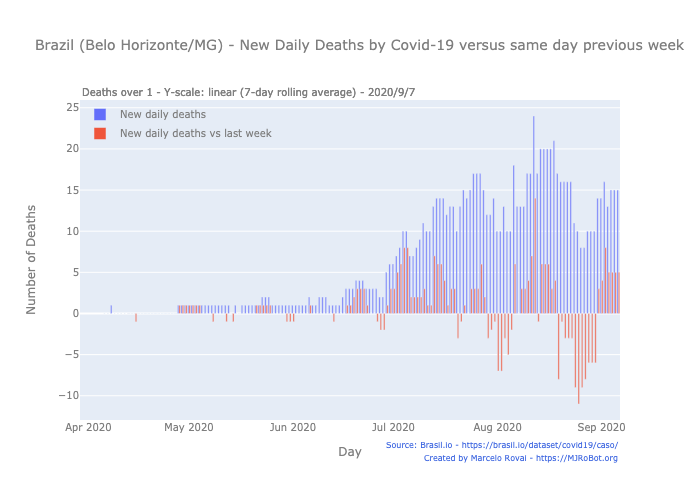 Brazil (Belo Horizonte/MG) - New Daily Deaths by Covid-19 versus same day previous week
Deaths over 1 - Y-scale: linear (7-day rolling average) - 2020/9/7
New daily deaths
New daily deaths vs last week
25
20
15
10
5
0
−5
−10
Number of Deaths
Apr 2020 May 2020 Jun 2020 Jul 2020 Aug 2020 Sep 2020
Day
Source: Brasil.io - https://brasil.io/dataset/covid19/caso/
Created by Marcelo Rovai - https://MJRoBot.org